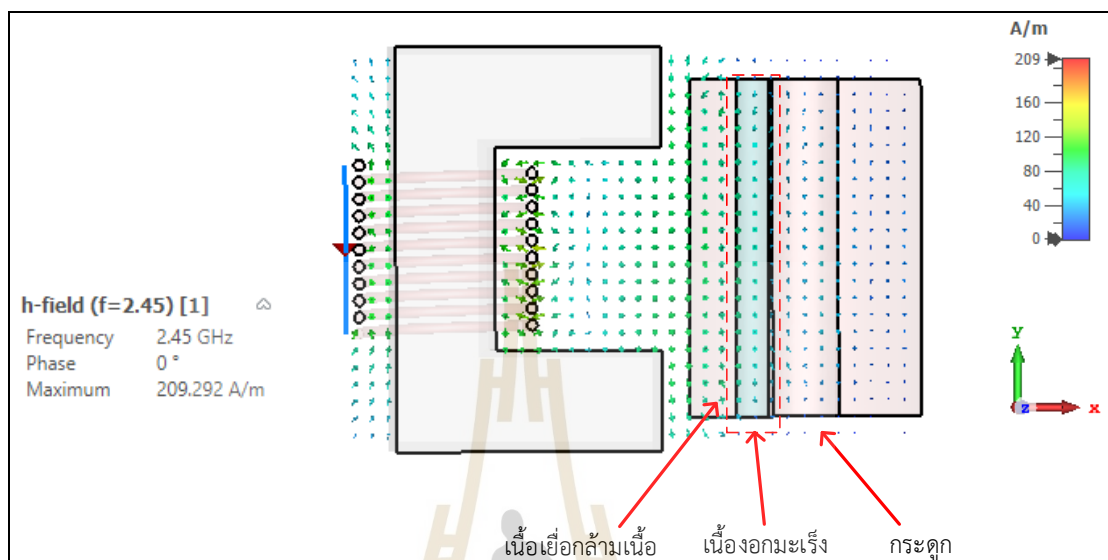 A/m
209
160
120
80
40
0
h-field (f=2.45) [1]
Frequency 2.45 GHz
Phase 0 °
Maximum 209.292 A/m
y
z x
เนื้อเยื่อกล้ามเนื้อ เนื้องอกมะเร็ง กระดูก